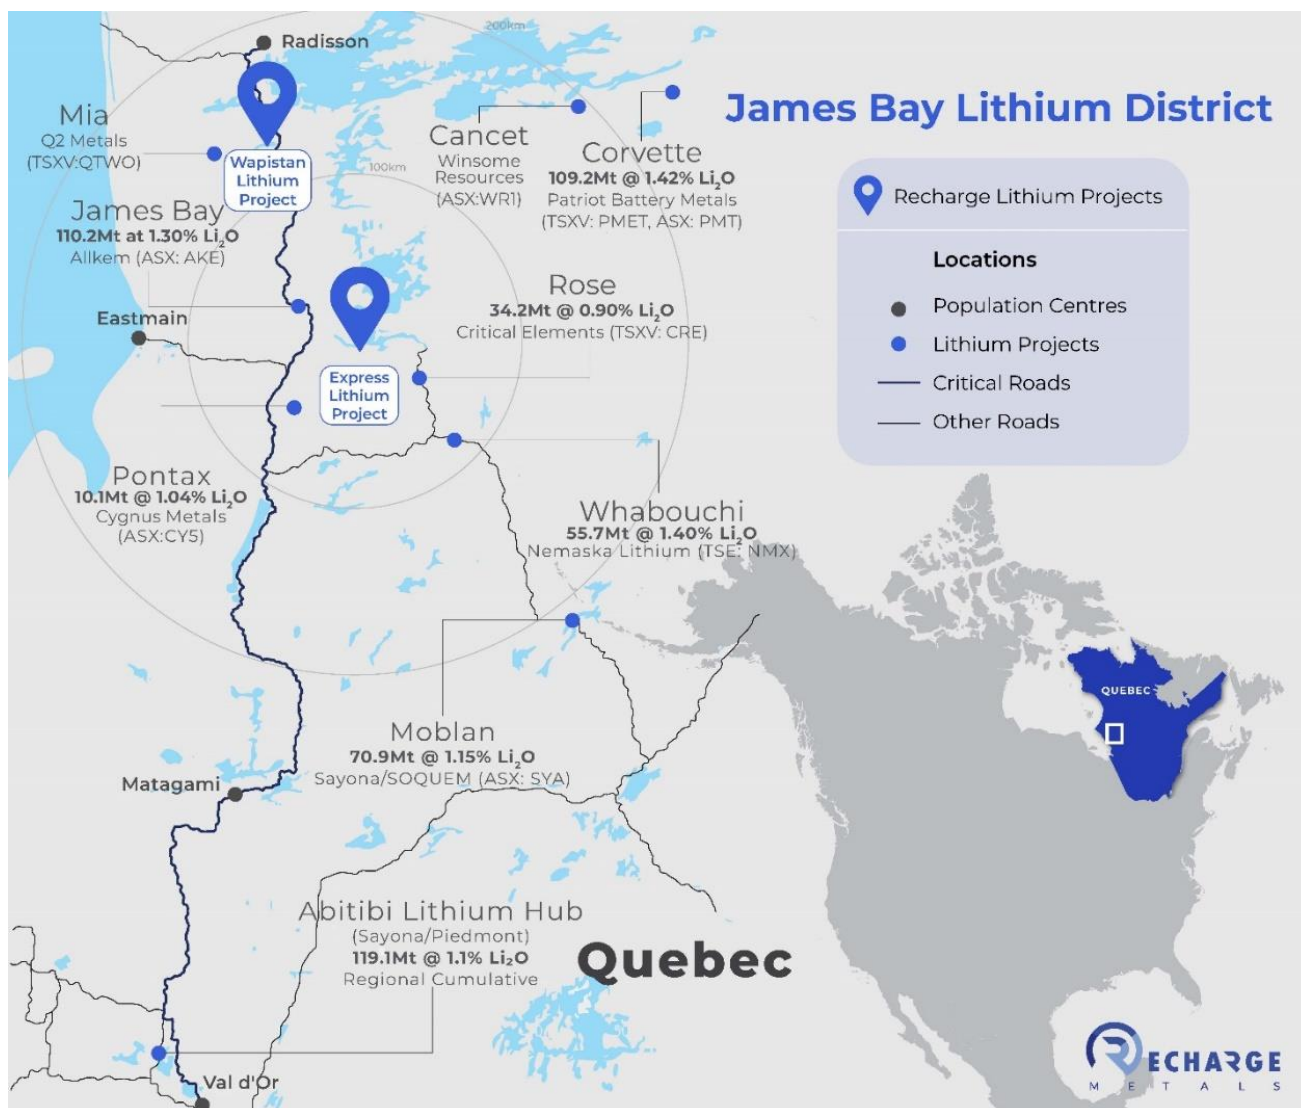 200km
Radisson
James Bay Lithium District
Mia
Q2 Metals
(TSXV:QTWO)
Cancet
Winsome
Resources
(ASX:WR1)
Corvette
109.2Mt @ 1.42% Li₂O
Patriot Battery Metals
(TSXV: PMET, ASX: PMT)
Wapistan
Lithium
Project
100km
Recharge Lithium Projects
Locations
Population Centres
Lithium Projects
Critical Roads
Other Roads
James Bay
110.2Mt at 1.30% Li₂O
Allkem (ASX: AKE)
Rose
34.2Mt @ 0.90% Li₂O
Critical Elements (TSXV: CRE)
Eastmain
Express
Lithium
Project
Pontax
10.1Mt @ 1.04% Li₂O
Cygnus Metals
(ASX:CY5)
Whabouchi
55.7Mt @ 1.40% Li₂O
Nemaska Lithium (TSE: NMX)
QUEBEC
Moblan
70.9Mt @ 1.15% Li₂O
Sayona/SOQUEM (ASX: SYA)
Matagami
Abitibi Lithium Hub
(Sayona/Piedmont)
119.1Mt @ 1.1% Li₂O
Regional Cumulative
Quebec
Val d'Or
RECHARGE
METALS